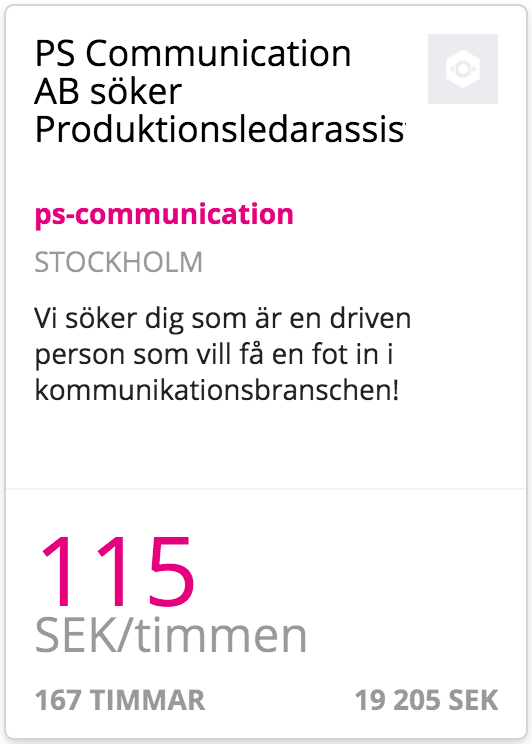 PS Communication
AB söker
Produktionsledarassis
ps-communication
STOCKHOLM
Vi söker dig som är en driven
person som vill få en fot in i
kommunikationsbranschen!
115
SEK/timmen
167 TIMMAR 19 205 SEK